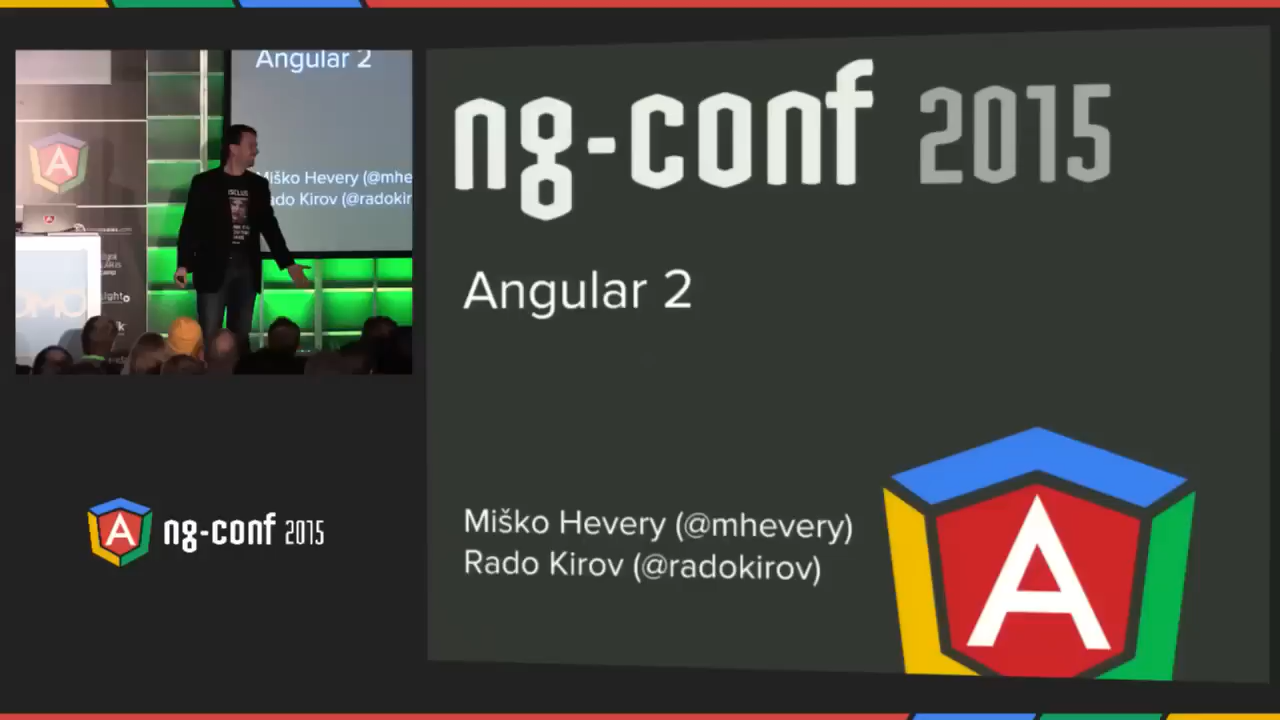 Angular 2
Miško Hevery (@mhe
ado Kirov (@radokir
A
ng-conf 2015
ng-conf 2015
Angular 2
Miško Hevery (@mhevery)
Rado Kirov (@radokirov)
A